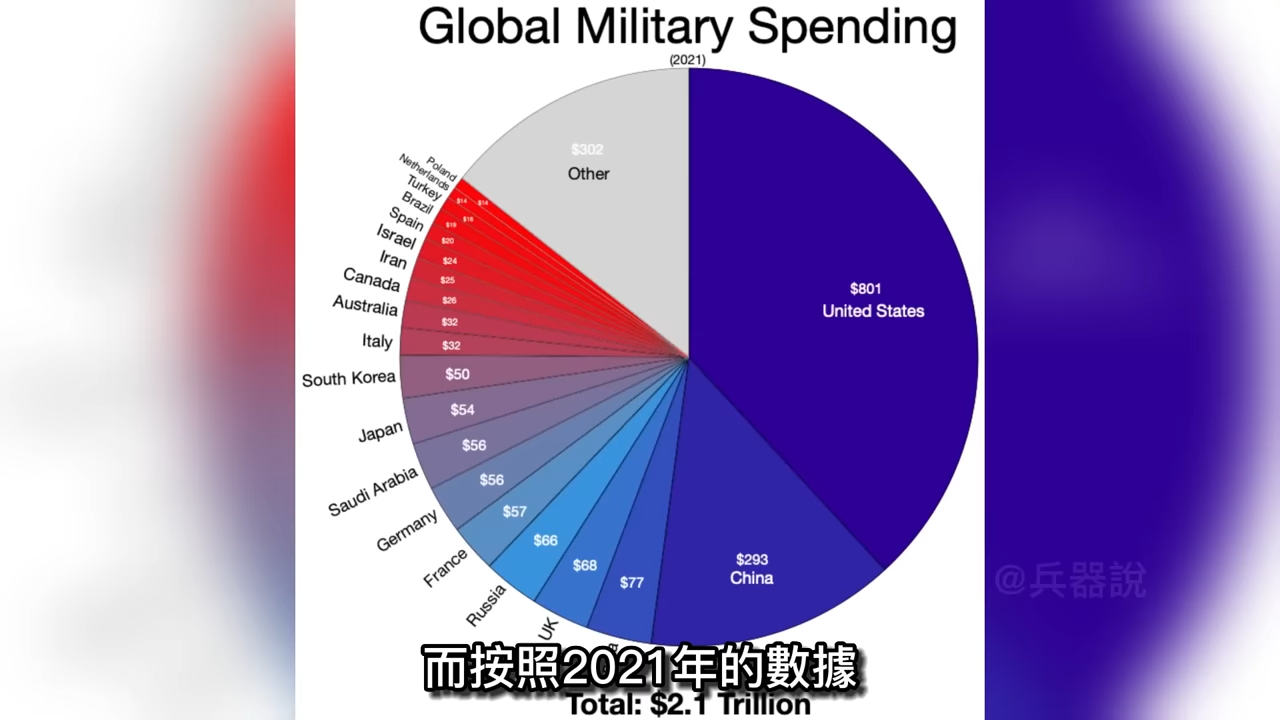 Global Military Spending
(2021)
$801
United States
$293
China
$77
$68
UK
$66
Russia
$57
France
$56
Germany
$56
Saudi Arabia
$54
Japan
$50
South Korea
$32
Italy
$32
Australia
$26
Canada
$25
Iran
$24
Israel
$20
Spain
$19
Brazil
Turkey
$14
Netherlands
$14
Poland
$302
Other
@兵器說
而按照2021年的數據
Total: $2.1 Trillion